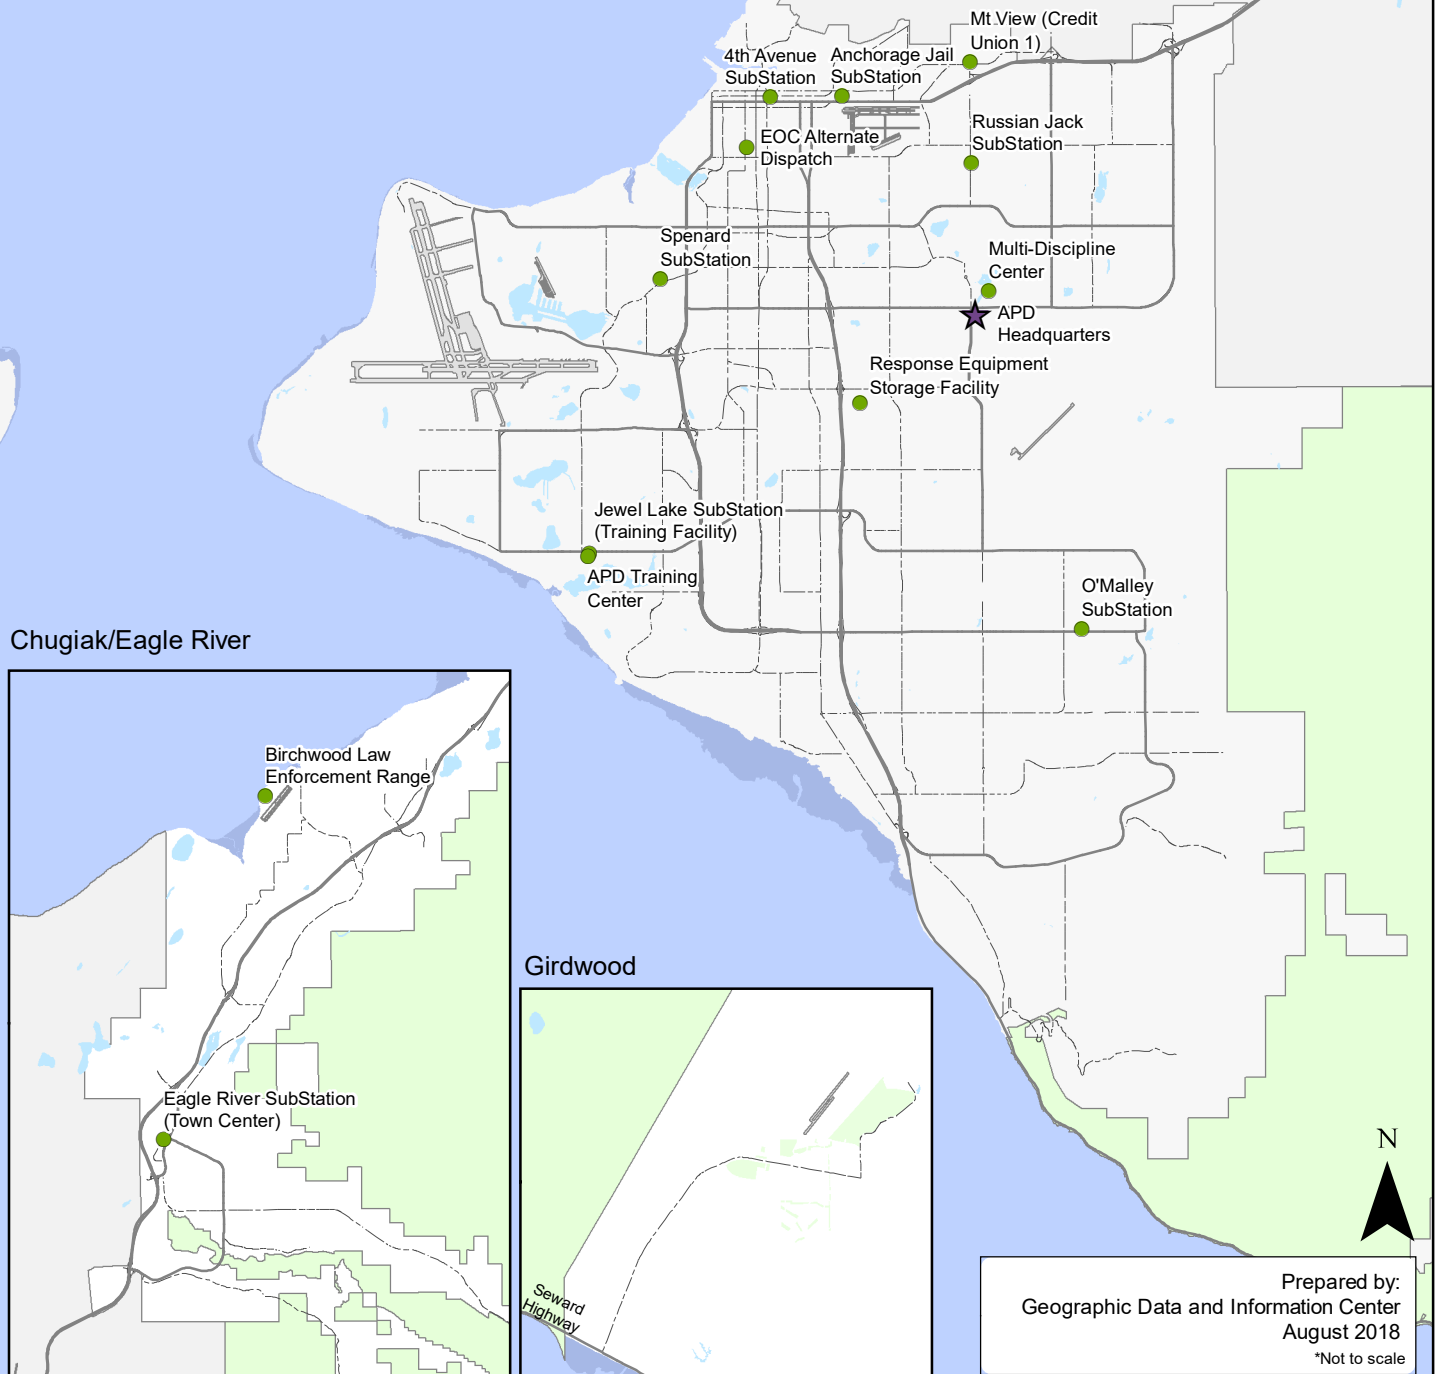 Mt View (Credit
Union 1)
4th Avenue
SubStation
Anchorage Jail
SubStation
EOC Alternate
Dispatch
Russian Jack
SubStation
Spenard
SubStation
Multi-Discipline
Center
APD
Headquarters
Response Equipment
Storage Facility
Jewel Lake SubStation
(Training Facility)
APD Training
Center
O'Malley
SubStation
Chugiak/Eagle River
Birchwood Law
Enforcement Range
Eagle River SubStation
(Town Center)
Girdwood
Seward
Highway
N
Prepared by:
Geographic Data and Information Center
August 2018
*Not to scale